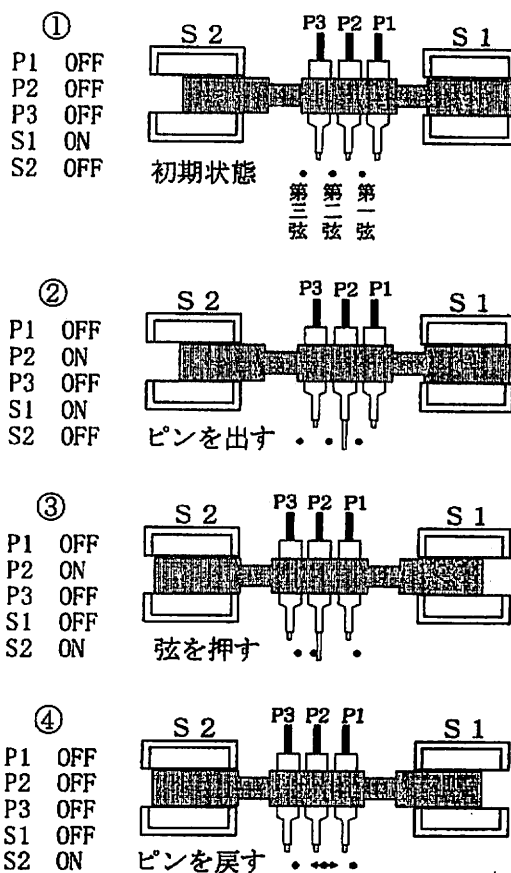 ①
S 2
P3 P2 P1
S 1
P1 OFF
P2 OFF
P3 OFF
S1 ON
S2 OFF
初期状態
第三弦
第二弦
第一弦
②
S 2
P3 P2 P1
S 1
P1 OFF
P2 ON
P3 OFF
S1 ON
S2 OFF
ピンを出す
③
S 2
P3 P2 P1
S 1
P1 OFF
P2 ON
P3 OFF
S1 OFF
S2 ON
弦を押す
④
S 2
P3 P2 P1
S 1
P1 OFF
P2 OFF
P3 OFF
S1 OFF
S2 ON
ピンを戻す